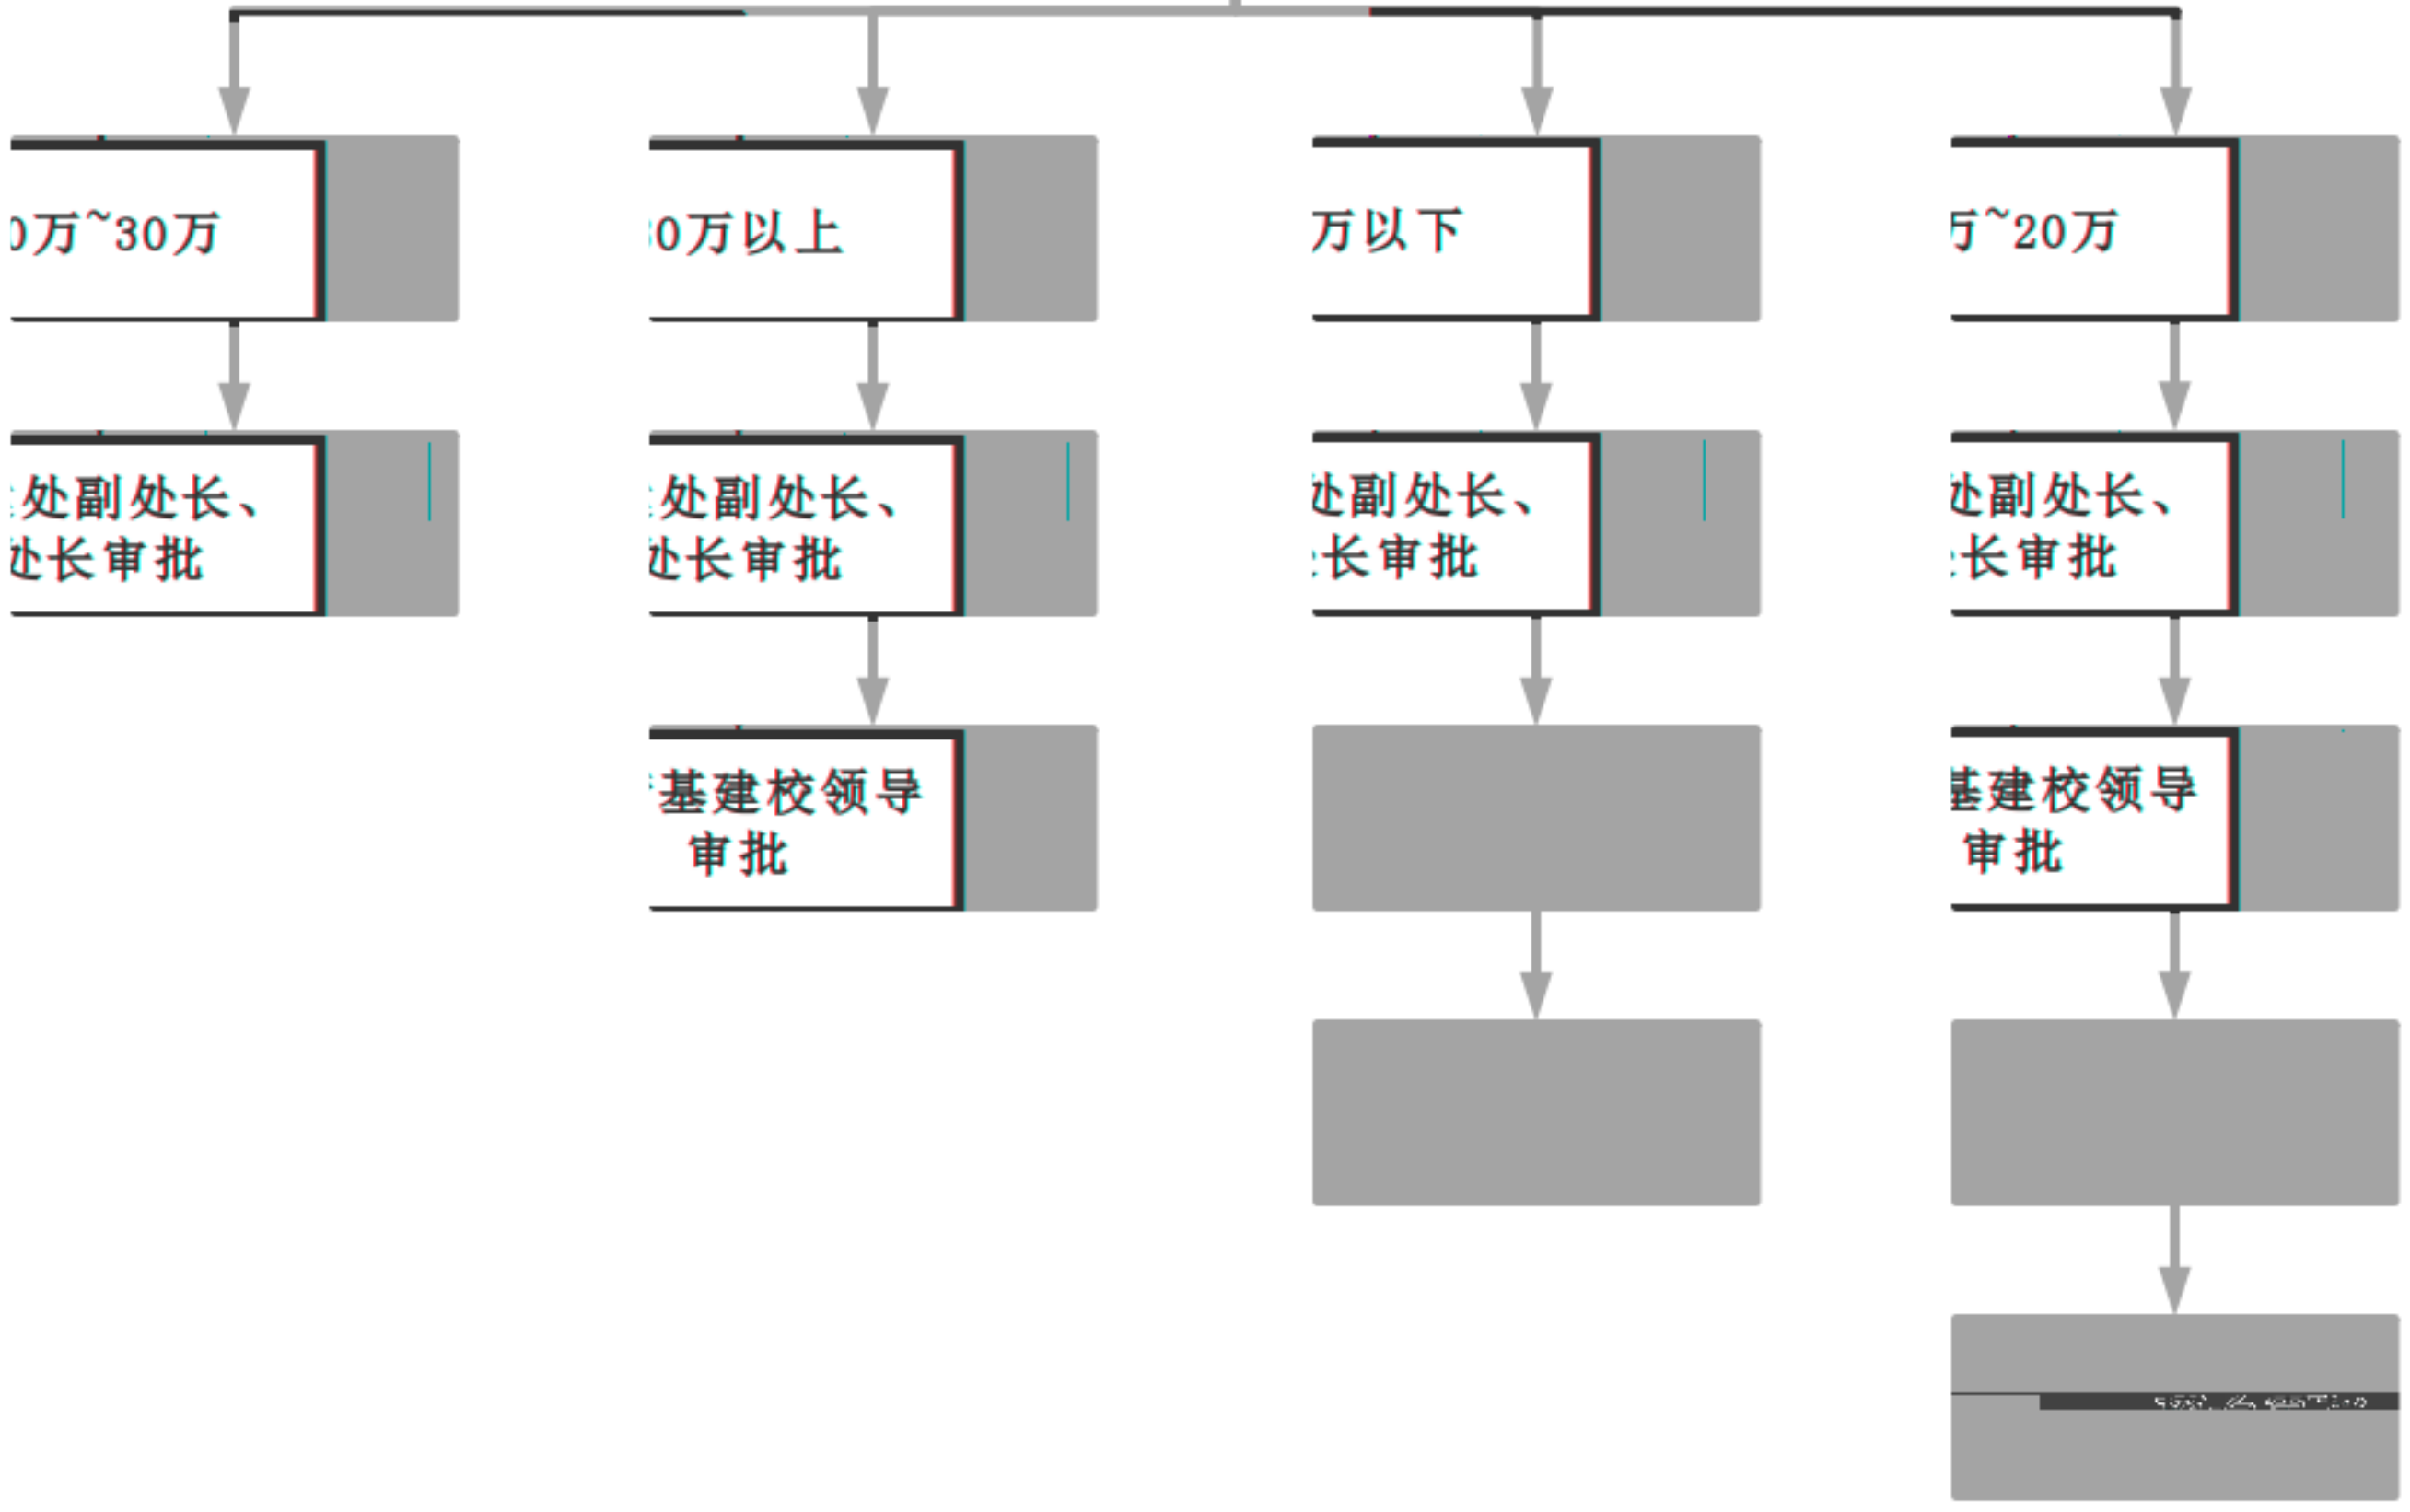 0万~30万
0万以上
万以下
万~20万
处副处长、
处长审批
处副处长、
处长审批
处副处长、
长审批
处副处长、
长审批
基建校领导
审批
基建校领导
审批